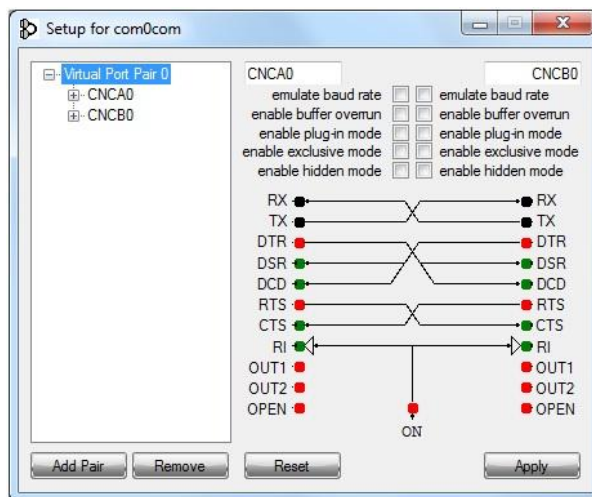 Setup for com0com
Virtual Port Pair 0
CNCA0
CNCB0
CNCA0 CNCB0
emulate baud rate emulate baud rate
enable buffer overrun enable buffer overrun
enable plug-in mode enable plug-in mode
enable exclusive mode enable exclusive mode
enable hidden mode enable hidden mode
RX RX
TX TX
DTR DTR
DSR DSR
DCD DCD
RTS RTS
CTS CTS
RI RI
OUT1 OUT1
OUT2 OUT2
OPEN OPEN
ON
Add Pair Remove Reset Apply